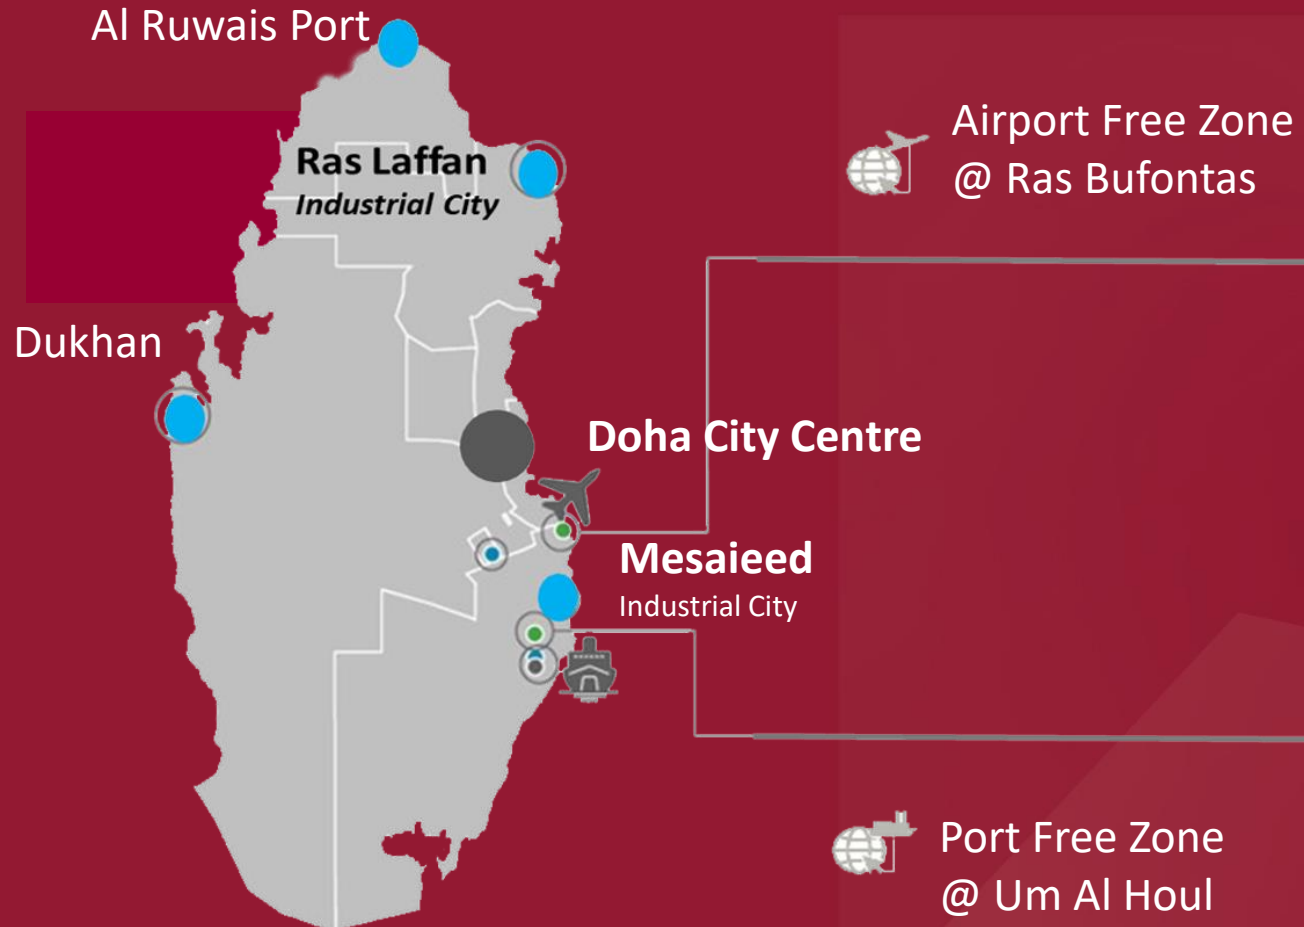 Al Ruwais Port
Airport Free Zone
@ Ras Bufontas
Ras Laffan
Industrial City
Dukhan
Doha City Centre
Mesaieed
Industrial City
Port Free Zone
@ Um Al Houl